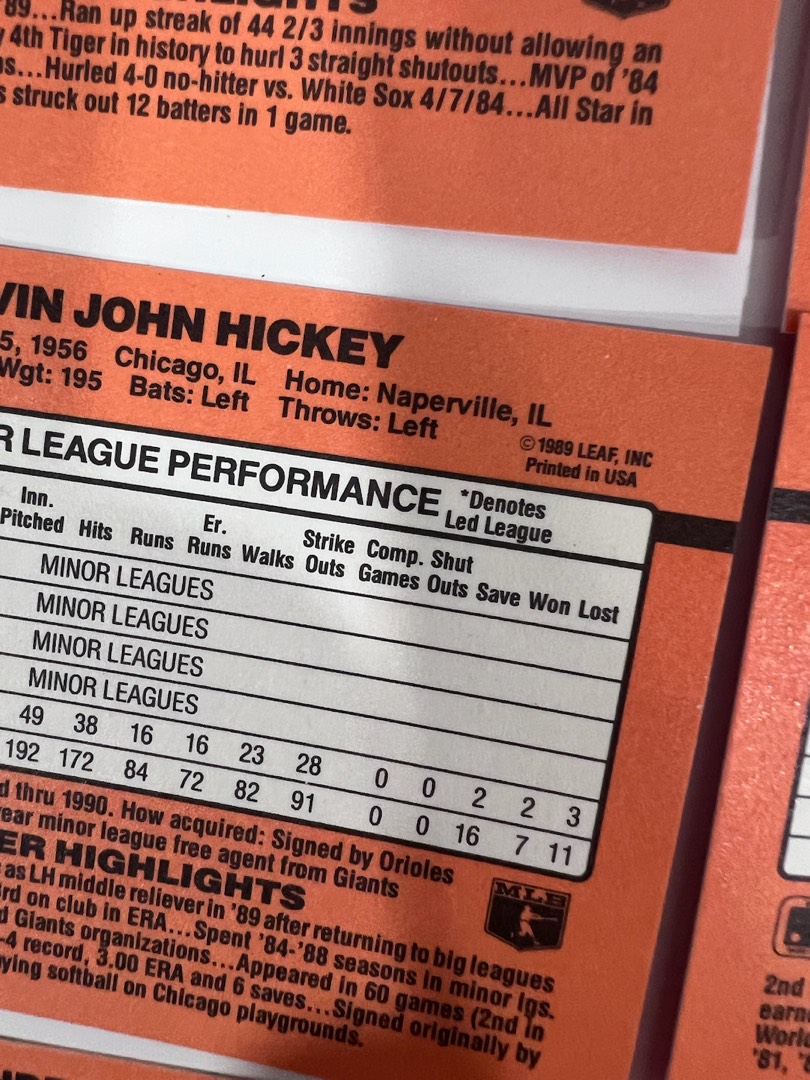 '89...Ran up streak of 44 2/3 innings without allowing an
4th Tiger in history to hurl 3 straight shutouts...MVP of '84
...Hurled 4-0 no-hitter vs. White Sox 4/7/84...All Star in
struck out 12 batters in 1 game.
VIN JOHN HICKEY
5, 1956 Chicago, IL Home: Naperville, IL
Wgt: 195 Bats: Left Throws: Left
©1989 LEAF, INC
Printed in USA
R LEAGUE PERFORMANCE *Denotes Led League
Inn. Pitched Hits Runs Er. Runs Walks Strike Outs Comp. Games Shut Outs Save Won Lost
MINOR LEAGUES
MINOR LEAGUES
MINOR LEAGUES
MINOR LEAGUES
49 38 16 16 23 28 0 0 2 2 3
192 172 84 72 82 91 0 0 16 7 11
d thru 1990. How acquired: Signed by Orioles
ear minor league free agent from Giants
ER HIGHLIGHTS
as LH middle reliever in '89 after returning to big leagues
rd on club in ERA...Spent '84-'88 seasons in minor lgs.
d Giants organizations...Appeared in 60 games (2nd in
-4 record, 3.00 ERA and 6 saves...Signed originally by
ying softball on Chicago playgrounds.
MLB
2nd
earn
World
'81,